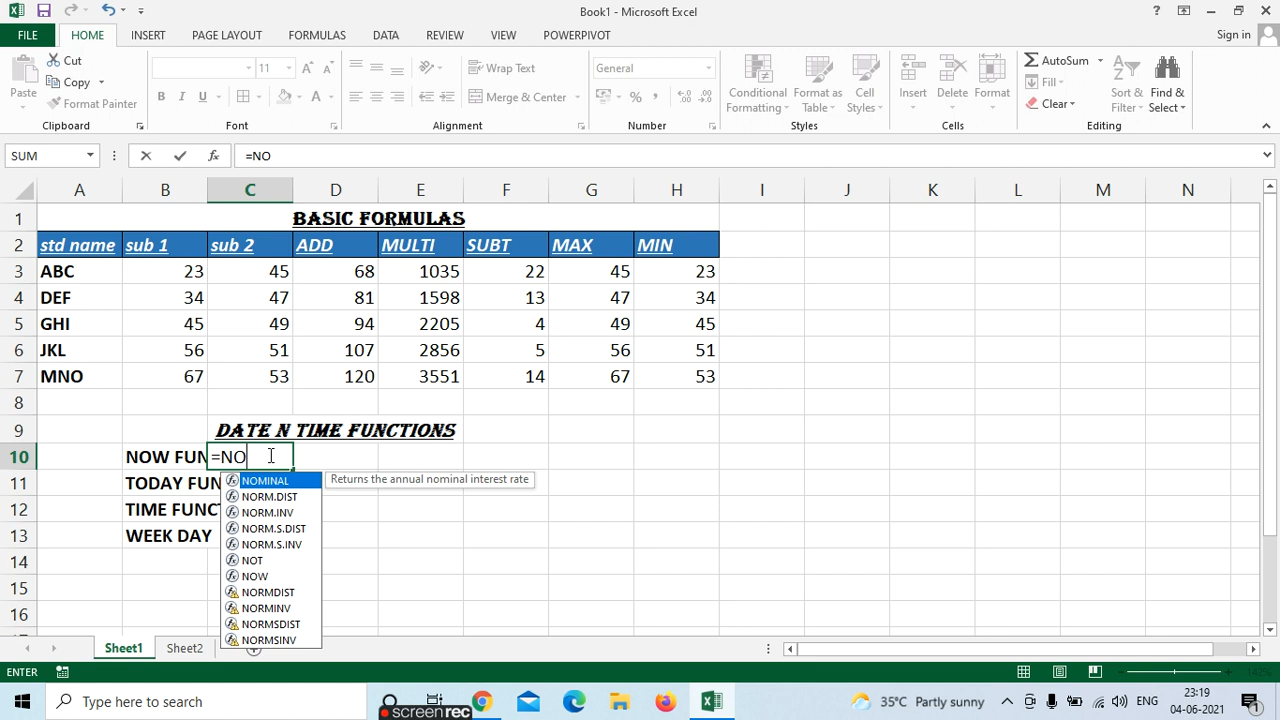 Book1 - Microsoft Excel
FILE HOME INSERT PAGE LAYOUT FORMULAS DATA REVIEW VIEW POWERPIVOT Sign in
Paste
Cut
Copy
Format Painter
Clipboard
11
Font
Wrap Text
Merge & Center
Alignment
General
Number
Conditional Formatting
Format as Table
Cell Styles
Styles
Insert
Delete
Format
Cells
AutoSum
Fill
Clear
Sort & Filter
Find & Select
Editing
SUM =NO
A B C D E F G H I J K L M N
1 BASIC FORMULAS
2 std name sub 1 sub 2 ADD MULTI SUBT MAX MIN
3 ABC 23 45 68 1035 22 45 23
4 DEF 34 47 81 1598 13 47 34
5 GHI 45 49 94 2205 4 49 45
6 JKL 56 51 107 2856 5 56 51
7 MNO 67 53 120 3551 14 67 53
8
9 DATE N TIME FUNCTIONS
10 NOW FUN =NO
11 TODAY FUN
12 TIME FUNCT
13 WEEK DAY
14
15
16
NOMINAL Returns the annual nominal interest rate
NORM.DIST
NORM.INV
NORM.S.DIST
NORM.S.INV
NOT
NOW
NORMDIST
NORMINV
NORMSDIST
NORMSINV
Sheet1 Sheet2
ENTER
Type here to search
screen rec
35°C Partly sunny
ENG
23:19
04-06-2021
1